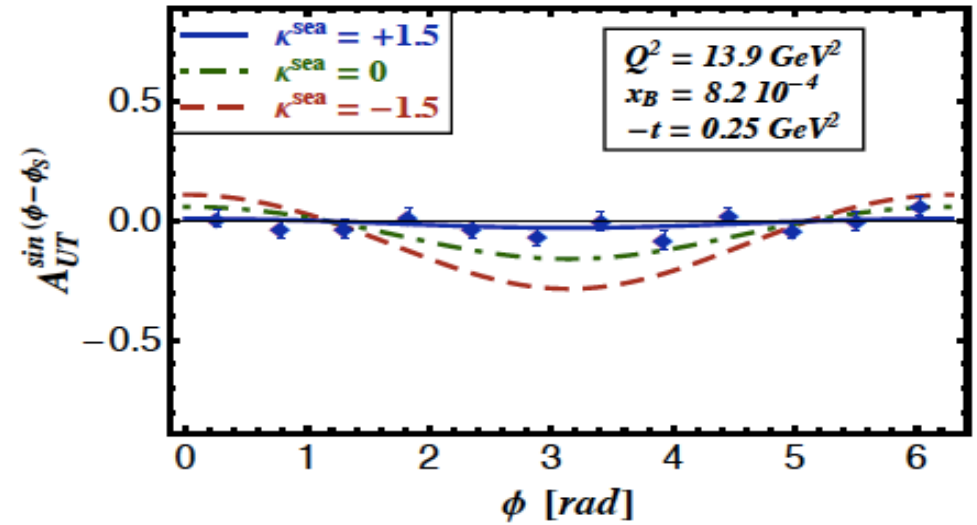 κ^sea = +1.5
κ^sea = 0
κ^sea = −1.5
Q² = 13.9 GeV²
x_B = 8.2 10⁻⁴
−t = 0.25 GeV²
A_UT^sin (ϕ−ϕ_S)
0.5
0.0
−0.5
0 1 2 3 4 5 6
ϕ [rad]